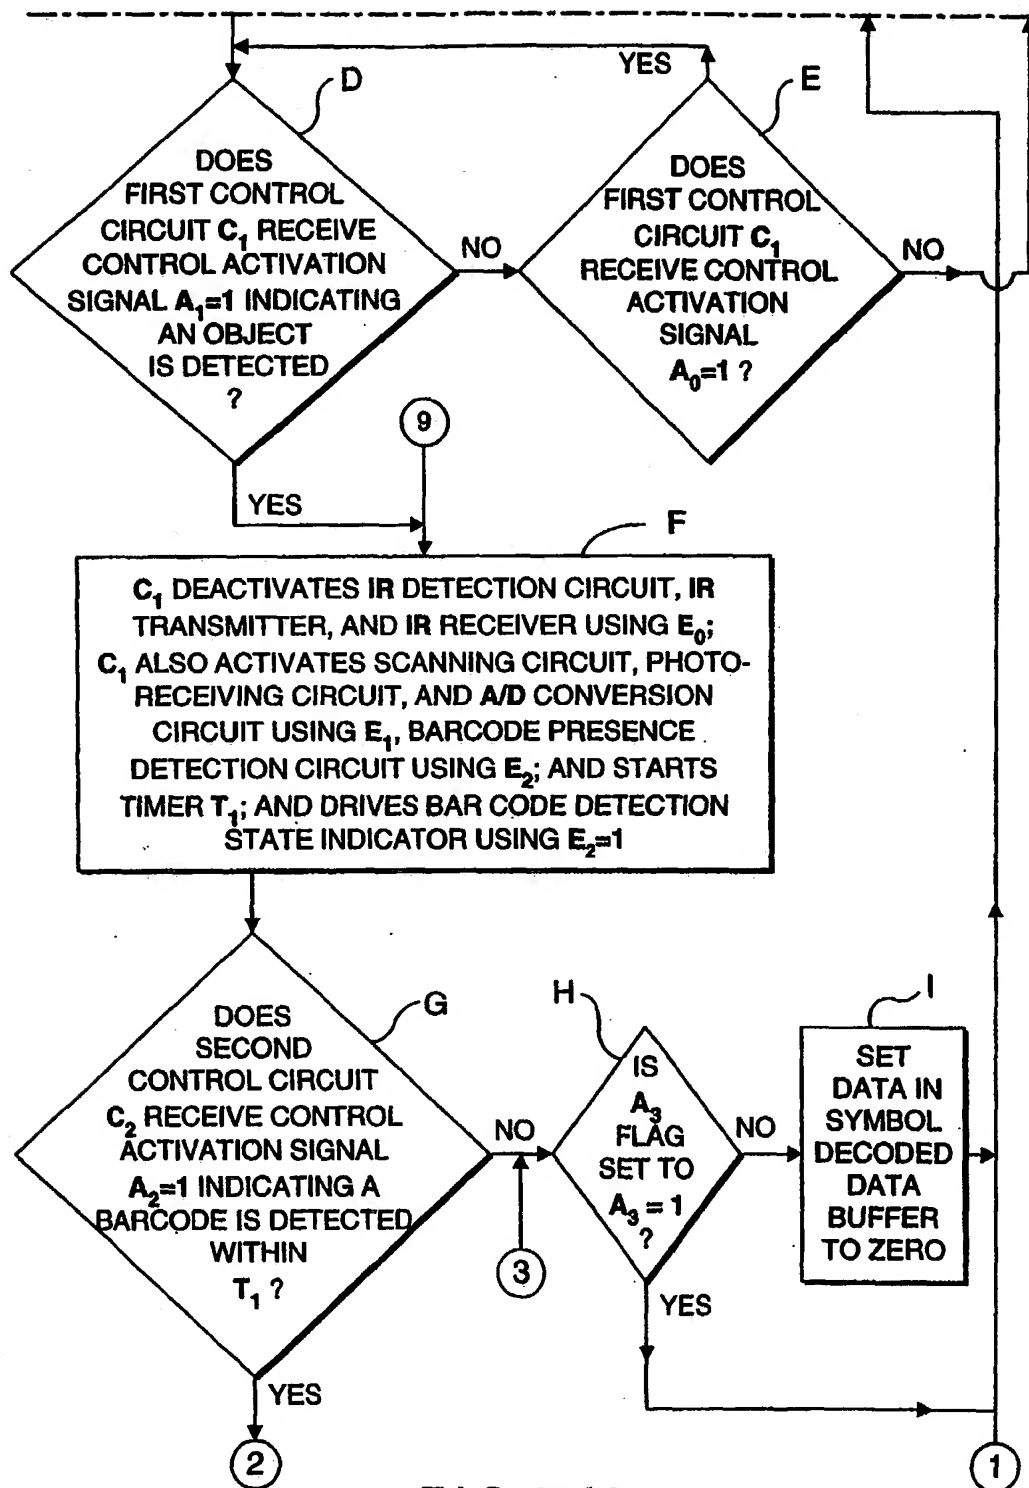 YES
D
E
DOES
FIRST CONTROL
CIRCUIT C₁ RECEIVE
CONTROL ACTIVATION
SIGNAL A₁=1 INDICATING
AN OBJECT
IS DETECTED
?
NO
DOES
FIRST CONTROL
CIRCUIT C₁
RECEIVE CONTROL
ACTIVATION
SIGNAL
A₀=1 ?
NO
9
YES
F
C₁ DEACTIVATES IR DETECTION CIRCUIT, IR
TRANSMITTER, AND IR RECEIVER USING E₀;
C₁ ALSO ACTIVATES SCANNING CIRCUIT, PHOTO-
RECEIVING CIRCUIT, AND A/D CONVERSION
CIRCUIT USING E₁, BARCODE PRESENCE
DETECTION CIRCUIT USING E₂; AND STARTS
TIMER T₁; AND DRIVES BAR CODE DETECTION
STATE INDICATOR USING E₂=1
G
DOES
SECOND
CONTROL CIRCUIT
C₂ RECEIVE CONTROL
ACTIVATION SIGNAL
A₂=1 INDICATING A
BARCODE IS DETECTED
WITHIN
T₁ ?
NO
3
H
IS
A₃
FLAG
SET TO
A₃ = 1
?
NO
I
SET
DATA IN
SYMBOL
DECODED
DATA
BUFFER
TO ZERO
YES
YES
2
1